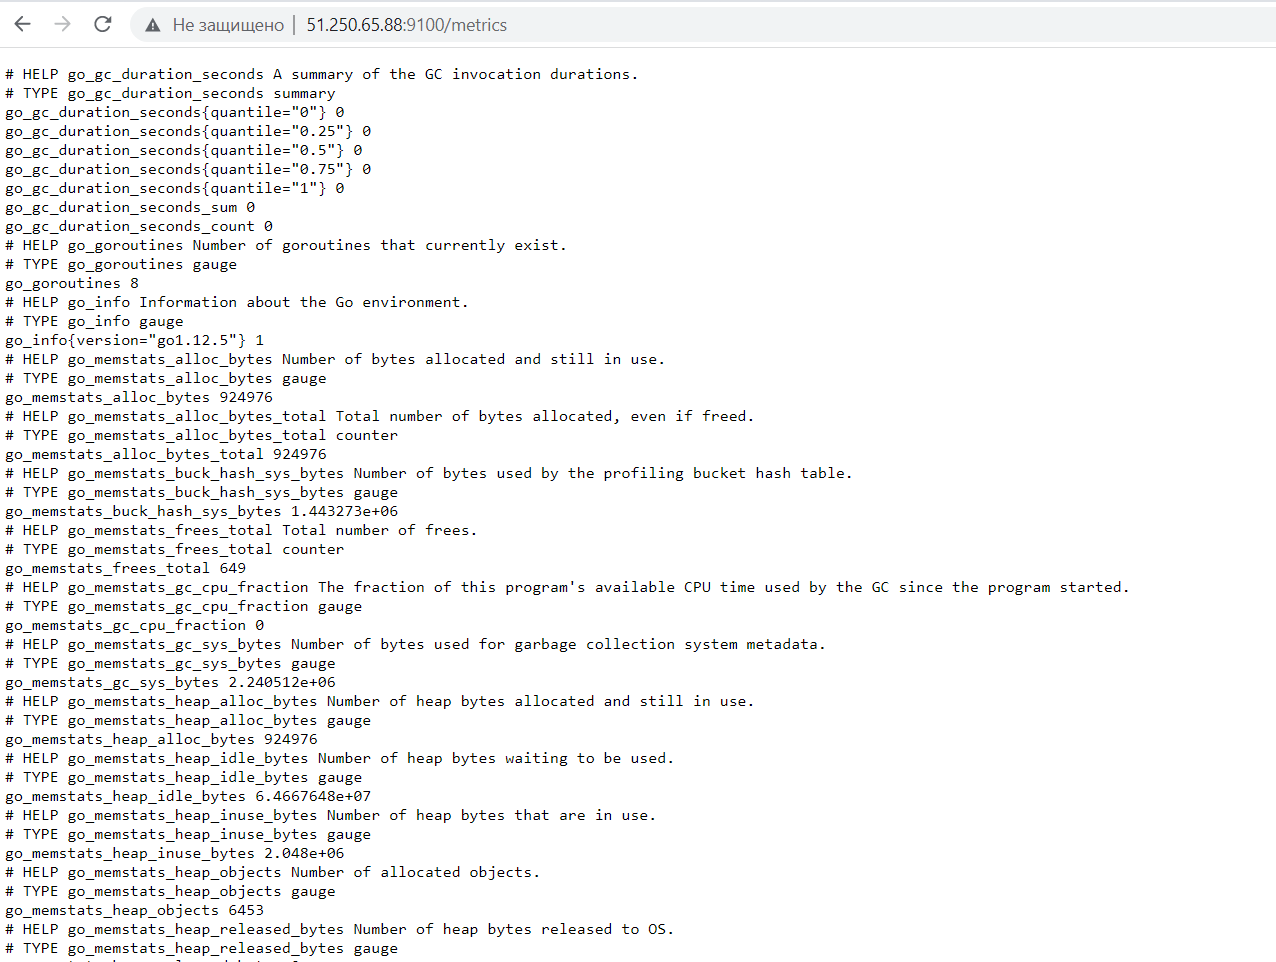 Не защищено | 51.250.65.88:9100/metrics
# HELP go_gc_duration_seconds A summary of the GC invocation durations.
# TYPE go_gc_duration_seconds summary
go_gc_duration_seconds{quantile="0"} 0
go_gc_duration_seconds{quantile="0.25"} 0
go_gc_duration_seconds{quantile="0.5"} 0
go_gc_duration_seconds{quantile="0.75"} 0
go_gc_duration_seconds{quantile="1"} 0
go_gc_duration_seconds_sum 0
go_gc_duration_seconds_count 0
# HELP go_goroutines Number of goroutines that currently exist.
# TYPE go_goroutines gauge
go_goroutines 8
# HELP go_info Information about the Go environment.
# TYPE go_info gauge
go_info{version="go1.12.5"} 1
# HELP go_memstats_alloc_bytes Number of bytes allocated and still in use.
# TYPE go_memstats_alloc_bytes gauge
go_memstats_alloc_bytes 924976
# HELP go_memstats_alloc_bytes_total Total number of bytes allocated, even if freed.
# TYPE go_memstats_alloc_bytes_total counter
go_memstats_alloc_bytes_total 924976
# HELP go_memstats_buck_hash_sys_bytes Number of bytes used by the profiling bucket hash table.
# TYPE go_memstats_buck_hash_sys_bytes gauge
go_memstats_buck_hash_sys_bytes 1.443273e+06
# HELP go_memstats_frees_total Total number of frees.
# TYPE go_memstats_frees_total counter
go_memstats_frees_total 649
# HELP go_memstats_gc_cpu_fraction The fraction of this program's available CPU time used by the GC since the program started.
# TYPE go_memstats_gc_cpu_fraction gauge
go_memstats_gc_cpu_fraction 0
# HELP go_memstats_gc_sys_bytes Number of bytes used for garbage collection system metadata.
# TYPE go_memstats_gc_sys_bytes gauge
go_memstats_gc_sys_bytes 2.240512e+06
# HELP go_memstats_heap_alloc_bytes Number of heap bytes allocated and still in use.
# TYPE go_memstats_heap_alloc_bytes gauge
go_memstats_heap_alloc_bytes 924976
# HELP go_memstats_heap_idle_bytes Number of heap bytes waiting to be used.
# TYPE go_memstats_heap_idle_bytes gauge
go_memstats_heap_idle_bytes 6.4667648e+07
# HELP go_memstats_heap_inuse_bytes Number of heap bytes that are in use.
# TYPE go_memstats_heap_inuse_bytes gauge
go_memstats_heap_inuse_bytes 2.048e+06
# HELP go_memstats_heap_objects Number of allocated objects.
# TYPE go_memstats_heap_objects gauge
go_memstats_heap_objects 6453
# HELP go_memstats_heap_released_bytes Number of heap bytes released to OS.
# TYPE go_memstats_heap_released_bytes gauge